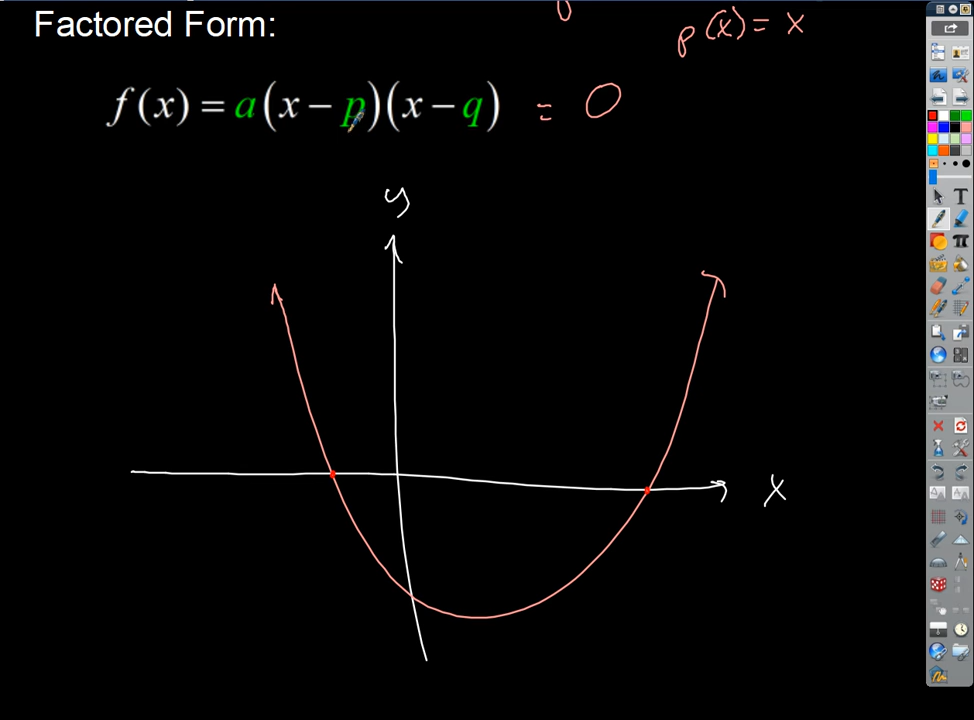 Factored Form:
p(x) = x
f(x) = a(x − p)(x − q) = 0
y
x